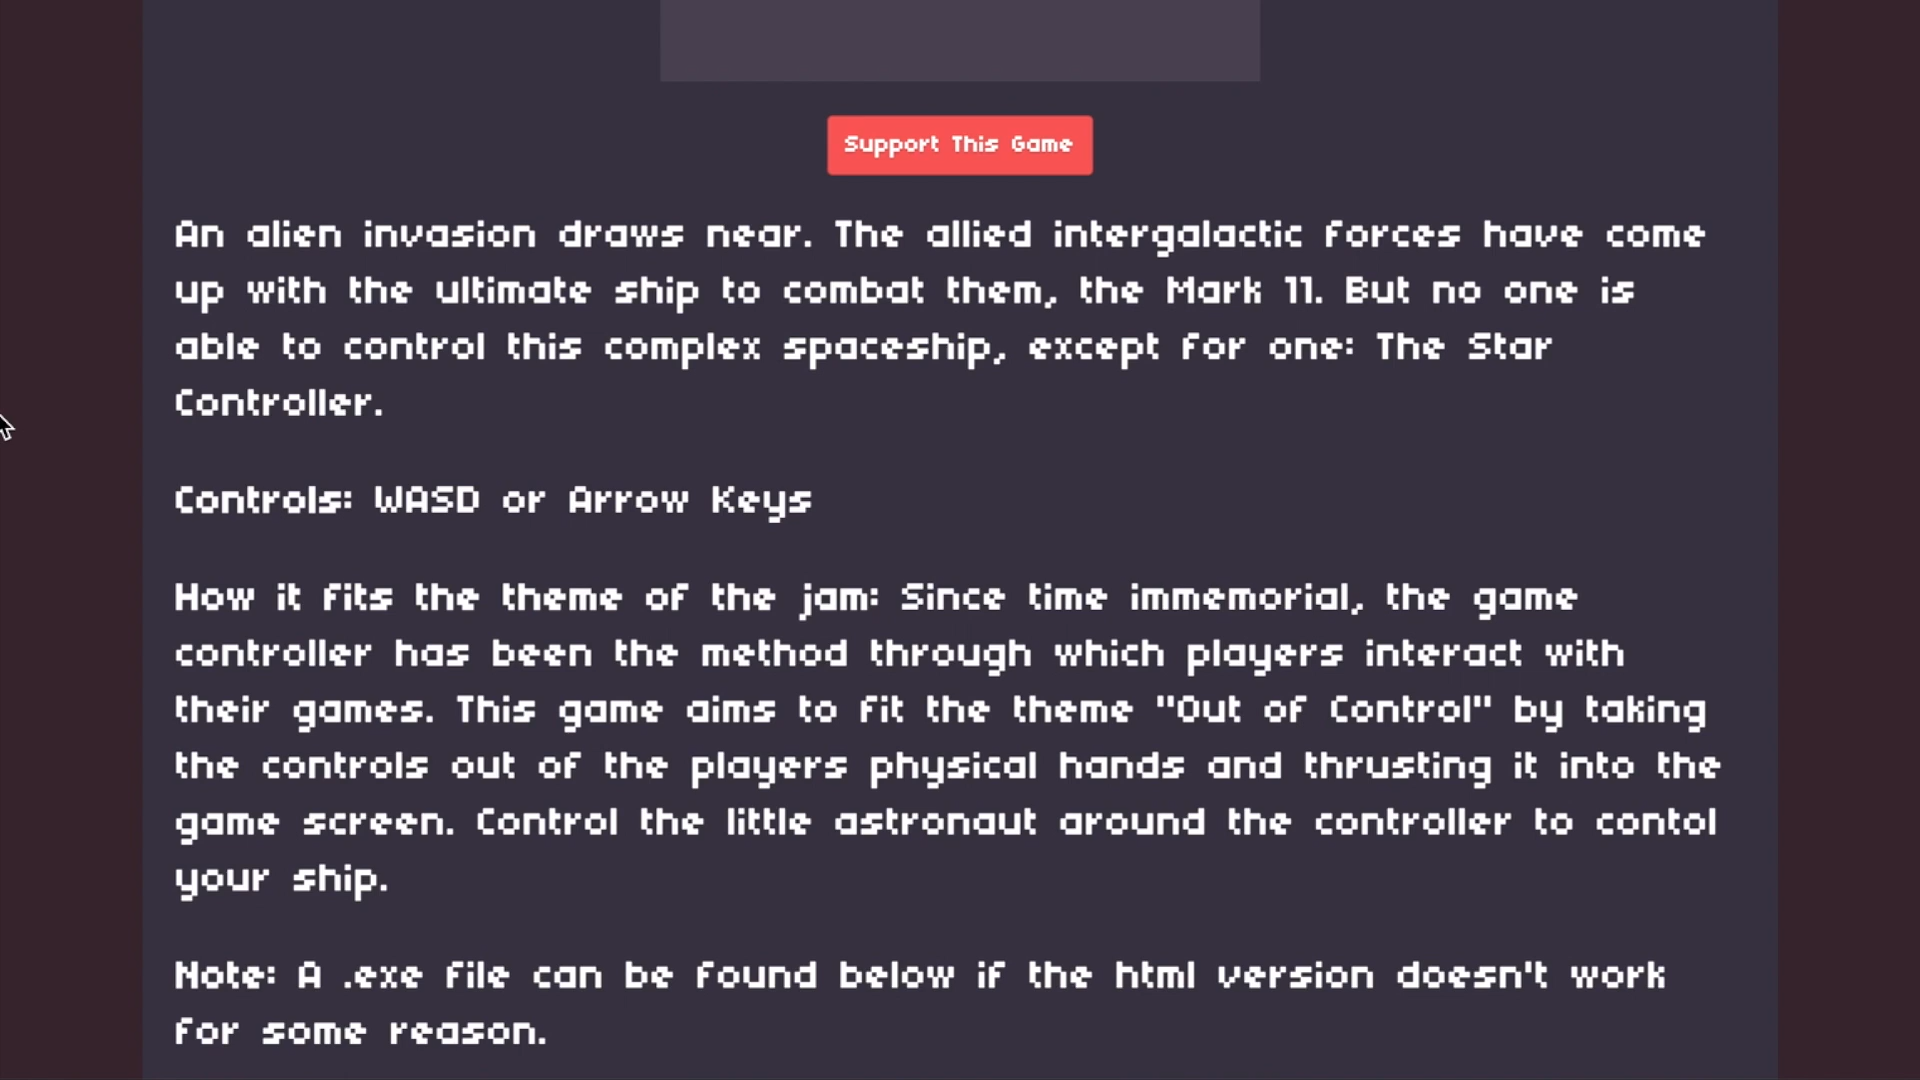 Support This Game
An alien invasion draws near. The allied intergalactic forces have come
up with the ultimate ship to combat them, the Mark 11. But no one is
able to control this complex spaceship, except for one: The Star
Controller.
Controls: WASD or Arrow Keys
How it fits the theme of the jam: Since time immemorial, the game
controller has been the method through which players interact with
their games. This game aims to fit the theme "Out of Control" by taking
the controls out of the players physical hands and thrusting it into the
game screen. Control the little astronaut around the controller to contol
your ship.
Note: A .exe file can be found below if the html version doesn't work
for some reason.